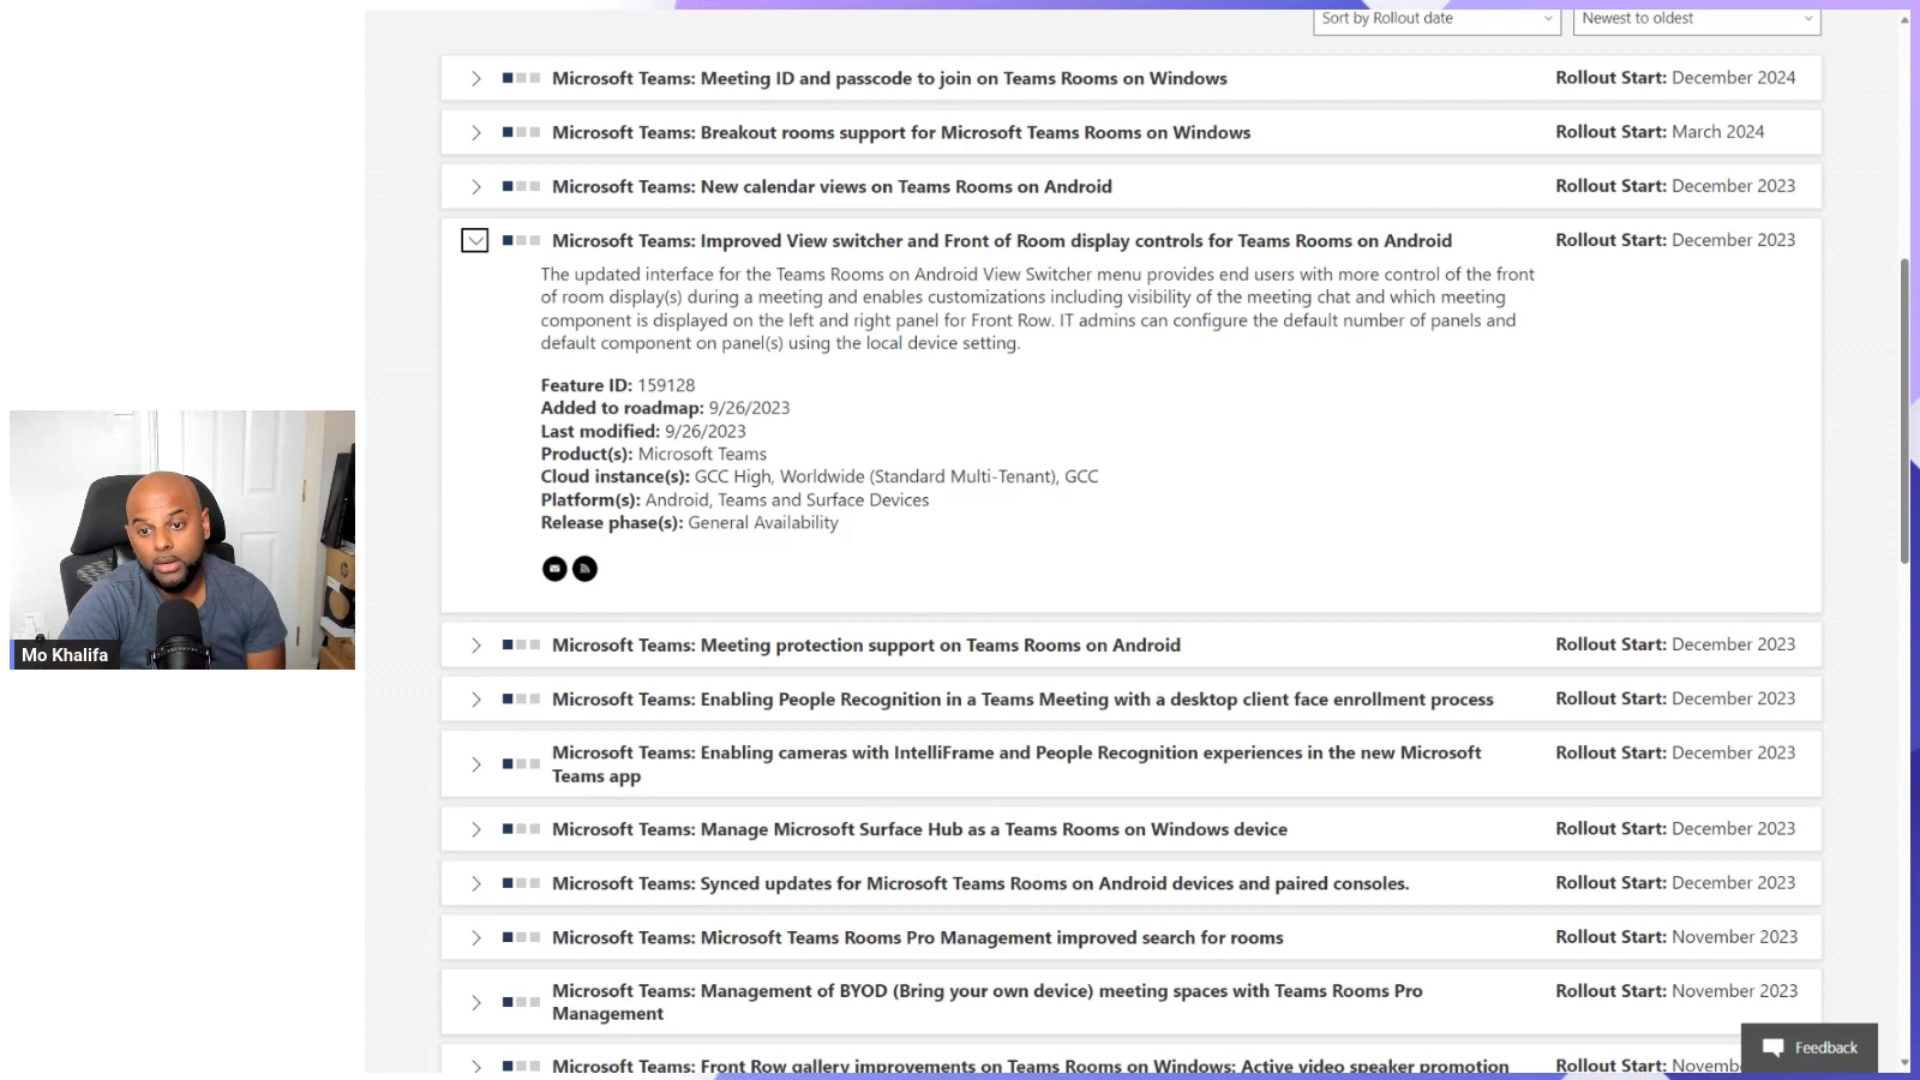 Sort by Rollout date
Newest to oldest
Microsoft Teams: Meeting ID and passcode to join on Teams Rooms on Windows
Rollout Start: December 2024
Microsoft Teams: Breakout rooms support for Microsoft Teams Rooms on Windows
Rollout Start: March 2024
Microsoft Teams: New calendar views on Teams Rooms on Android
Rollout Start: December 2023
Microsoft Teams: Improved View switcher and Front of Room display controls for Teams Rooms on Android
Rollout Start: December 2023
The updated interface for the Teams Rooms on Android View Switcher menu provides end users with more control of the front
of room display(s) during a meeting and enables customizations including visibility of the meeting chat and which meeting
component is displayed on the left and right panel for Front Row. IT admins can configure the default number of panels and
default component on panel(s) using the local device setting.
Feature ID: 159128
Added to roadmap: 9/26/2023
Last modified: 9/26/2023
Product(s): Microsoft Teams
Cloud instance(s): GCC High, Worldwide (Standard Multi-Tenant), GCC
Platform(s): Android, Teams and Surface Devices
Release phase(s): General Availability
Microsoft Teams: Meeting protection support on Teams Rooms on Android
Rollout Start: December 2023
Microsoft Teams: Enabling People Recognition in a Teams Meeting with a desktop client face enrollment process
Rollout Start: December 2023
Microsoft Teams: Enabling cameras with IntelliFrame and People Recognition experiences in the new Microsoft
Teams app
Rollout Start: December 2023
Microsoft Teams: Manage Microsoft Surface Hub as a Teams Rooms on Windows device
Rollout Start: December 2023
Microsoft Teams: Synced updates for Microsoft Teams Rooms on Android devices and paired consoles.
Rollout Start: December 2023
Microsoft Teams: Microsoft Teams Rooms Pro Management improved search for rooms
Rollout Start: November 2023
Microsoft Teams: Management of BYOD (Bring your own device) meeting spaces with Teams Rooms Pro
Management
Rollout Start: November 2023
Microsoft Teams: Front Row gallery improvements on Teams Rooms on Windows: Active video speaker promotion
Rollout Start: Novemb
Feedback
Mo Khalifa